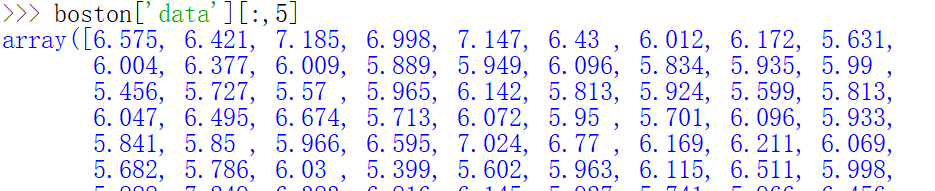 >>> boston['data'][:,5]
array([6.575, 6.421, 7.185, 6.998, 7.147, 6.43 , 6.012, 6.172, 5.631,
6.004, 6.377, 6.009, 5.889, 5.949, 6.096, 5.834, 5.935, 5.99 ,
5.456, 5.727, 5.57 , 5.965, 6.142, 5.813, 5.924, 5.599, 5.813,
6.047, 6.495, 6.674, 5.713, 6.072, 5.95 , 5.701, 6.096, 5.933,
5.841, 5.85 , 5.966, 6.595, 7.024, 6.77 , 6.169, 6.211, 6.069,
5.682, 5.786, 6.03 , 5.399, 5.602, 5.963, 6.115, 6.511, 5.998,